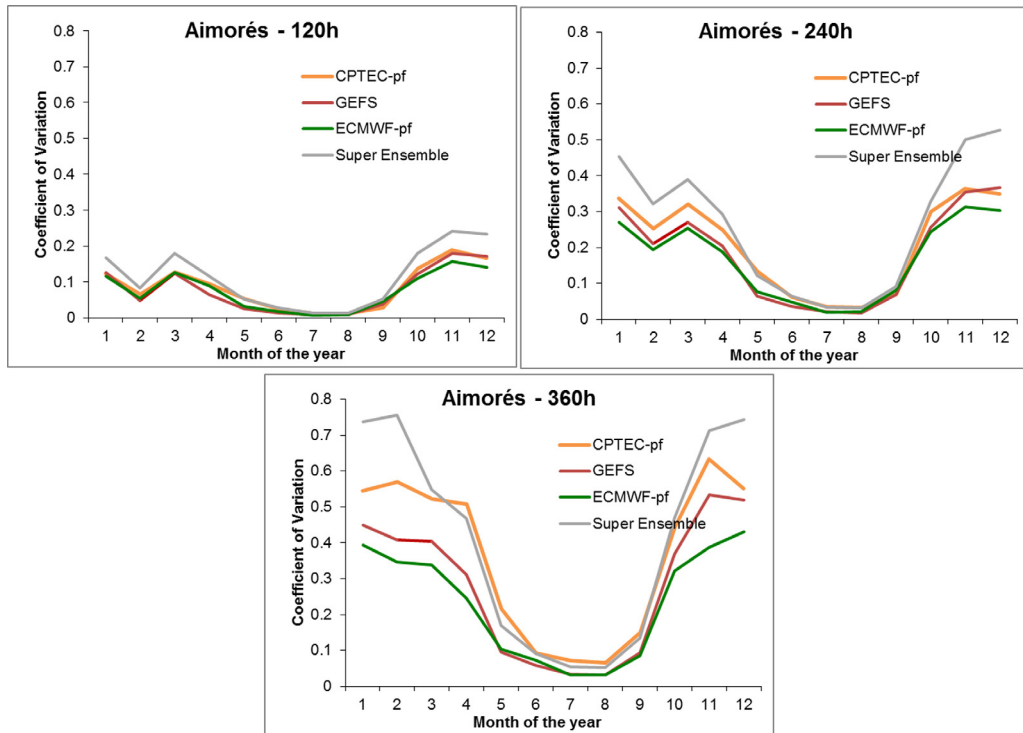 Aimorés - 120h
0.8
0.7
0.6
0.5
0.4
0.3
0.2
0.1
0
Coefficient of Variation
CPTEC-pf
GEFS
ECMWF-pf
Super Ensemble
1 2 3 4 5 6 7 8 9 10 11 12
Month of the year
Aimorés - 240h
0.8
0.7
0.6
0.5
0.4
0.3
0.2
0.1
0
Coefficient of Variation
CPTEC-pf
GEFS
ECMWF-pf
Super Ensemble
1 2 3 4 5 6 7 8 9 10 11 12
Month of the year
Aimorés - 360h
0.8
0.7
0.6
0.5
0.4
0.3
0.2
0.1
0
Coefficient of Variation
CPTEC-pf
GEFS
ECMWF-pf
Super Ensemble
1 2 3 4 5 6 7 8 9 10 11 12
Month of the year